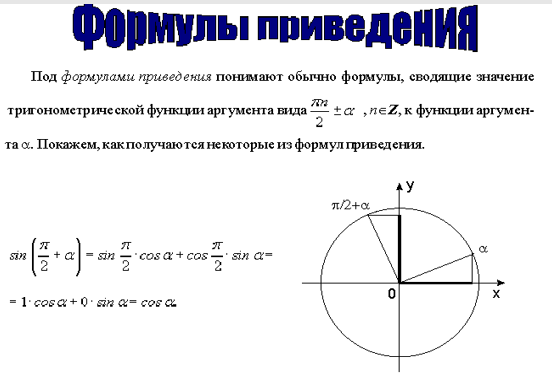 Формулы приведения
Под формулами приведения понимают обычно формулы, сводящие значение
тригонометрической функции аргумента вида πn/2 ± α , n∈Z, к функции аргумен-
та α. Покажем, как получаются некоторые из формул приведения.
sin (π/2 + α) = sin π/2 · cos α + cos π/2 · sin α =
= 1· cos α + 0· sin α = cos α.
y
π/2+α
α
0
x